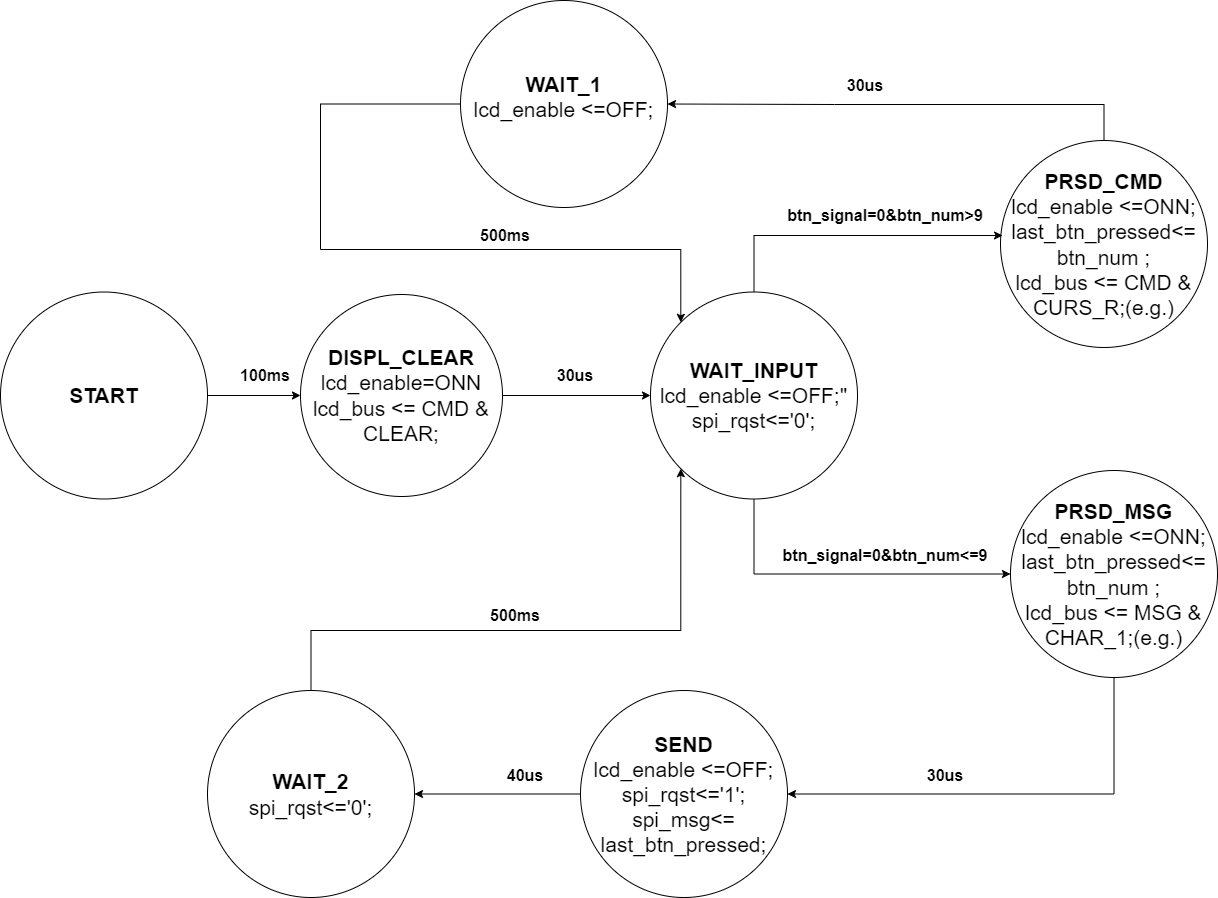 WAIT_1
lcd_enable <=OFF;
30us
PRSD_CMD
lcd_enable <=ONN;
last_btn_pressed<=
btn_num ;
lcd_bus <= CMD &
CURS_R;(e.g.)
btn_signal=0&btn_num>9
500ms
START
100ms
DISPL_CLEAR
lcd_enable=ONN
lcd_bus <= CMD &
CLEAR;
30us
WAIT_INPUT
lcd_enable <=OFF;"
spi_rqst<='0';
btn_signal=0&btn_num<=9
PRSD_MSG
lcd_enable <=ONN;
last_btn_pressed<=
btn_num ;
lcd_bus <= MSG &
CHAR_1;(e.g.)
500ms
WAIT_2
spi_rqst<='0';
40us
SEND
lcd_enable <=OFF;
spi_rqst<='1';
spi_msg<=
last_btn_pressed;
30us